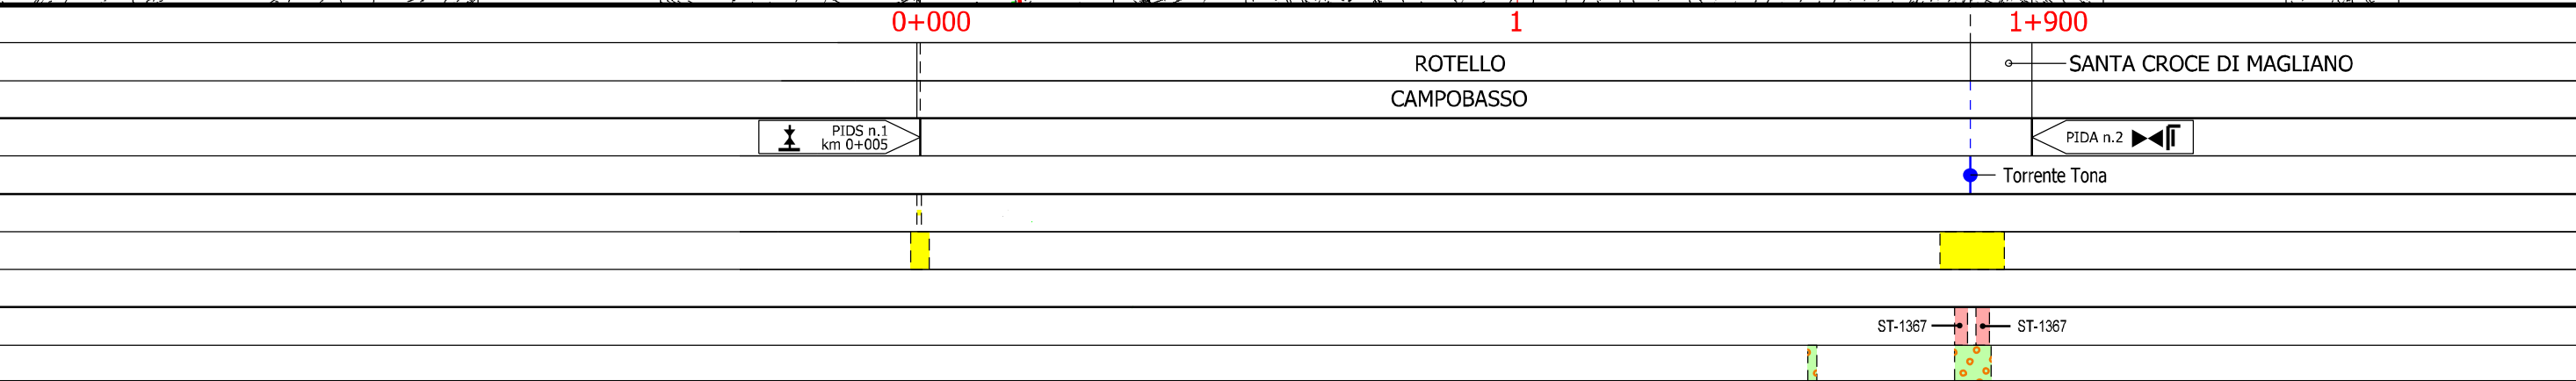 0+000 1 1+900
ROTELLO SANTA CROCE DI MAGLIANO
CAMPOBASSO
PIDS n.1
km 0+005
PIDA n.2
Torrente Tona
ST-1367 ST-1367